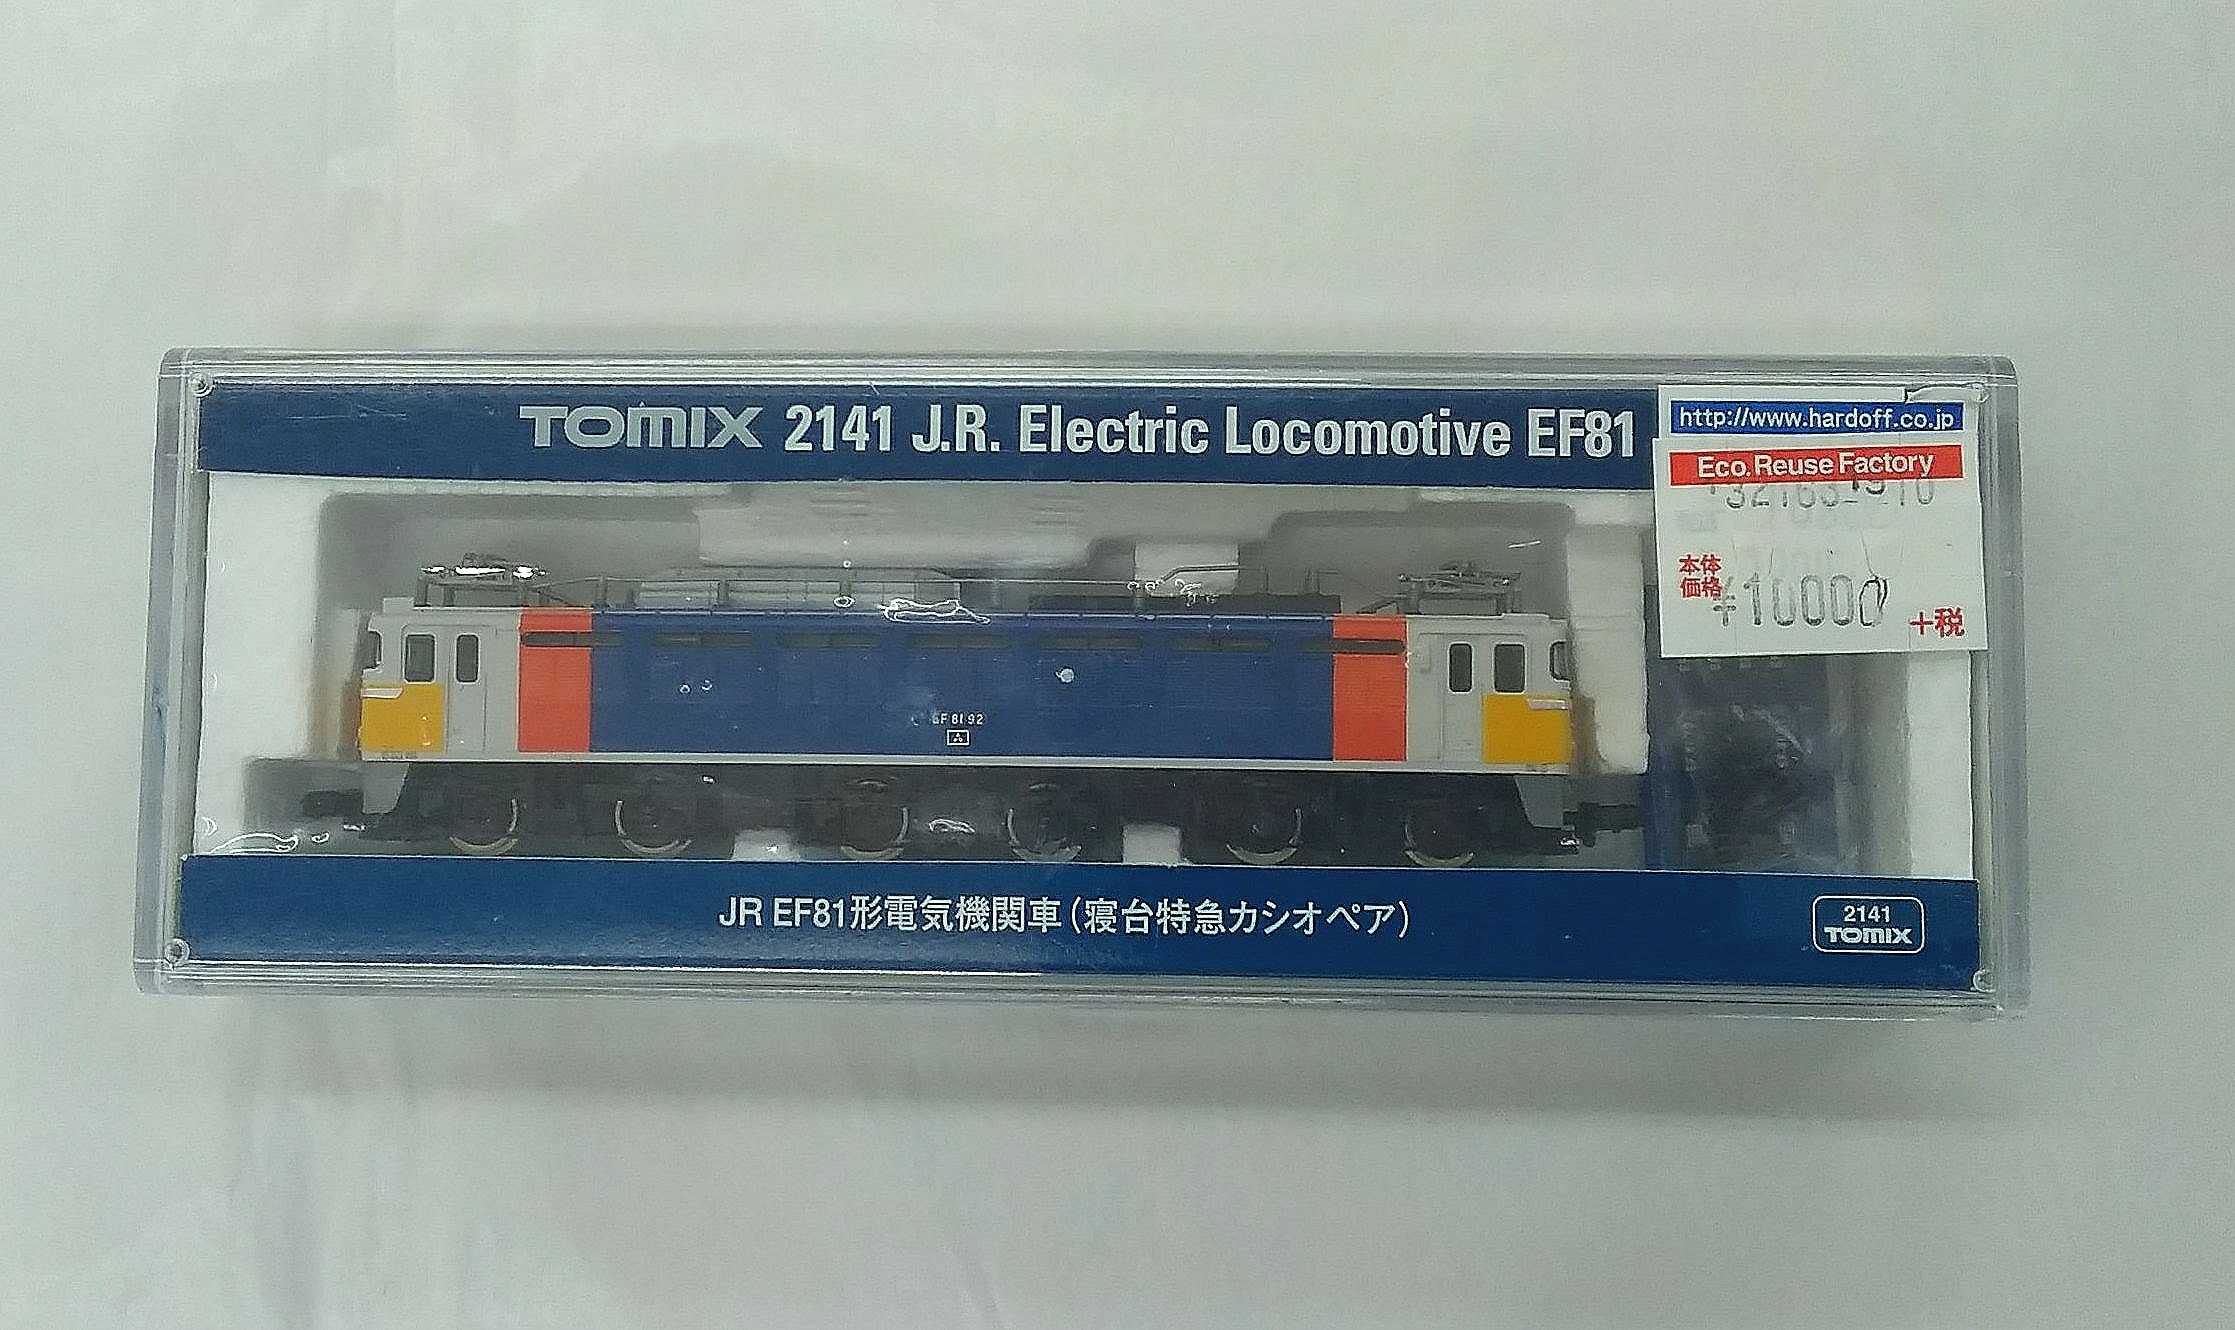 TOMIX 2141 J.R. Electric Locomotive EF81
http://www.hardoff.co.jp
Eco.Reuse Factory
本体
価格
¥10000
+税
EF 81 92
JR EF81形電気機関車(寝台特急カシオペア)
2141
TOMIX